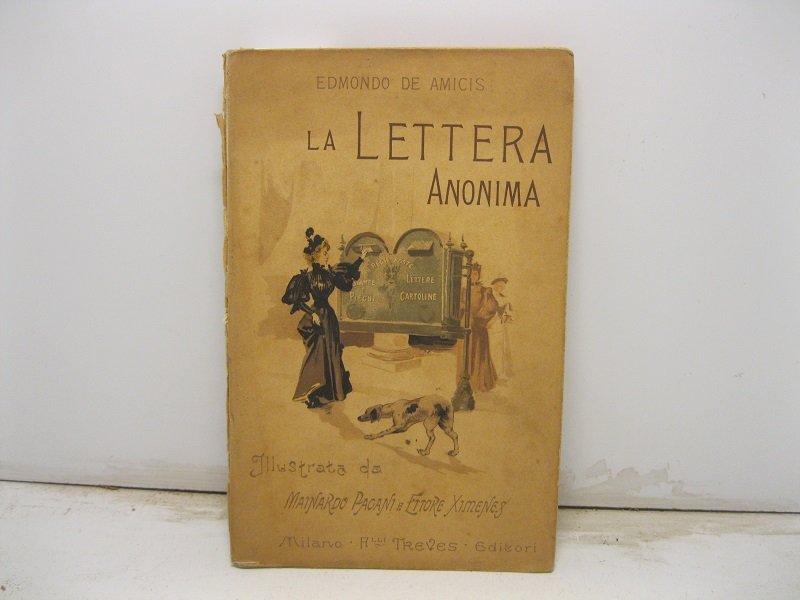 EDMONDO DE AMICIS
LA LETTERA
ANONIMA
LETTERE
CARTOLINE
PIEGHI
Illustrata da
MAINARDO PAGANI E ETTORE XIMENES
Milano · Flli Treves · Editori